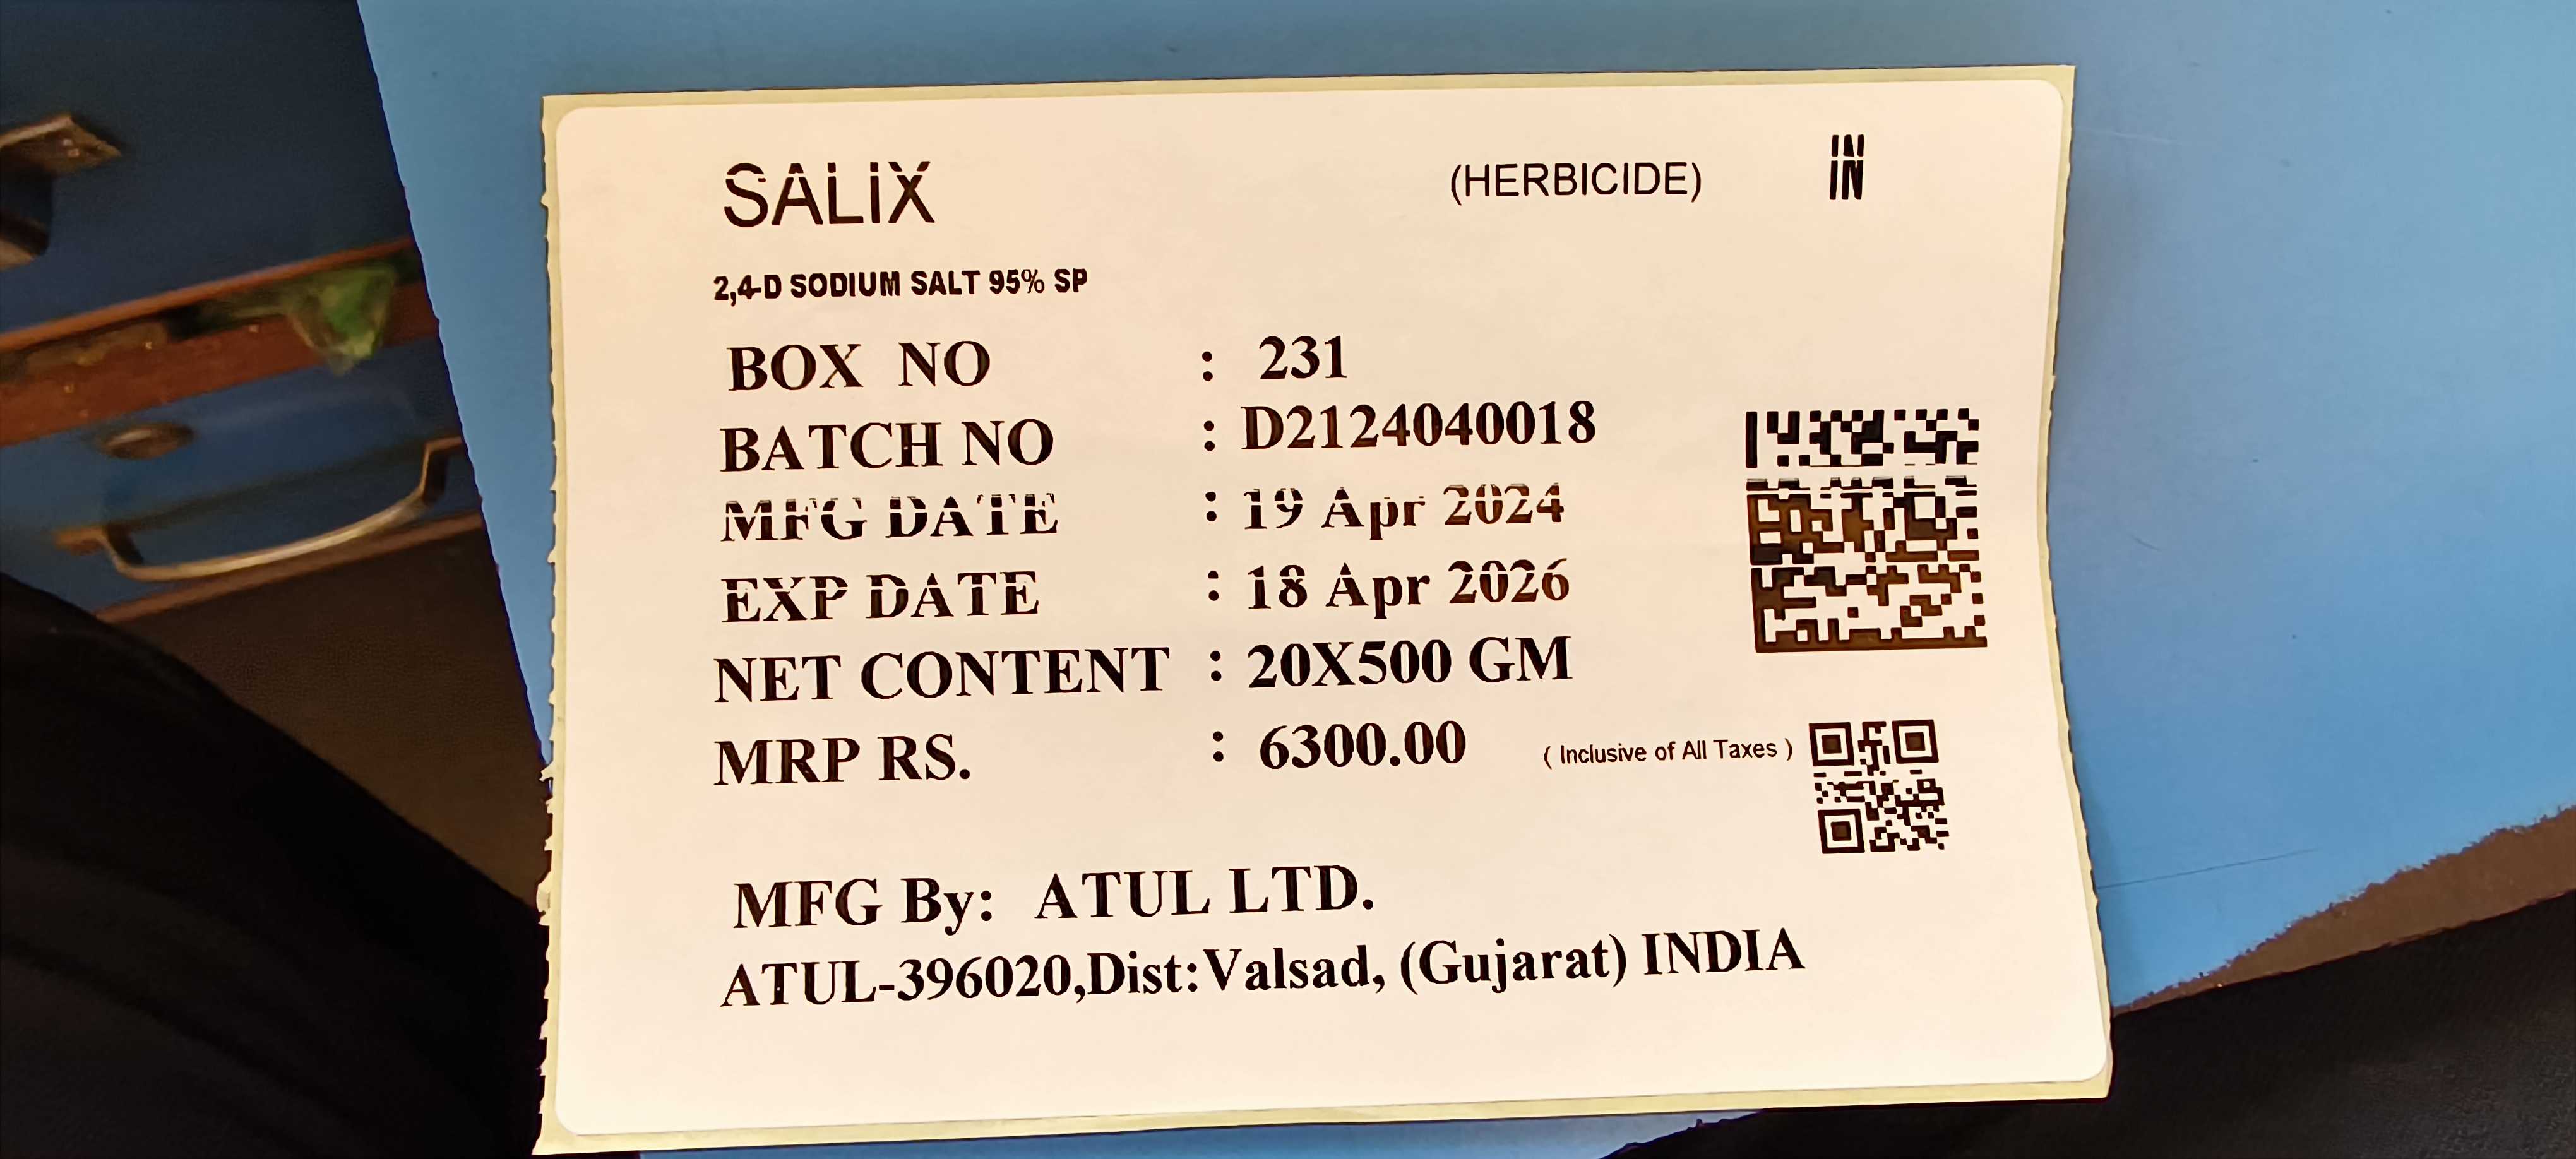 SALIX (HERBICIDE) IN
2,4-D SODIUM SALT 95% SP
BOX NO : 231
BATCH NO : D2124040018
MFG DATE : 19 Apr 2024
EXP DATE : 18 Apr 2026
NET CONTENT : 20X500 GM
MRP RS. : 6300.00 ( Inclusive of All Taxes )
MFG By: ATUL LTD.
ATUL-396020,Dist:Valsad, (Gujarat) INDIA